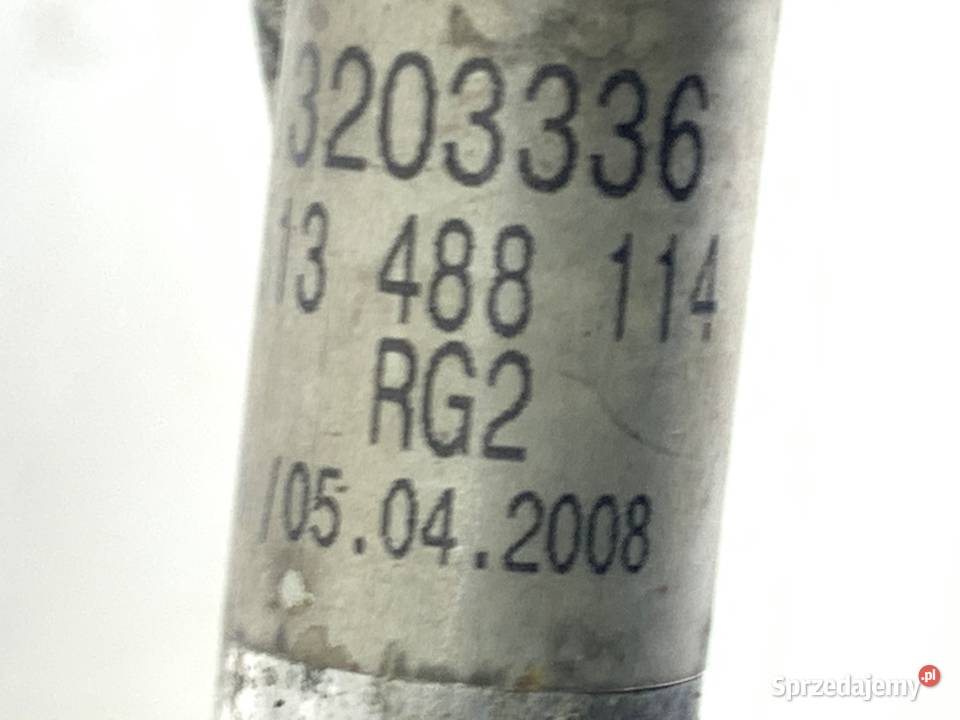 3203336
13 488 114
RG2
/05.04.2008
Sprzedajemy.pl